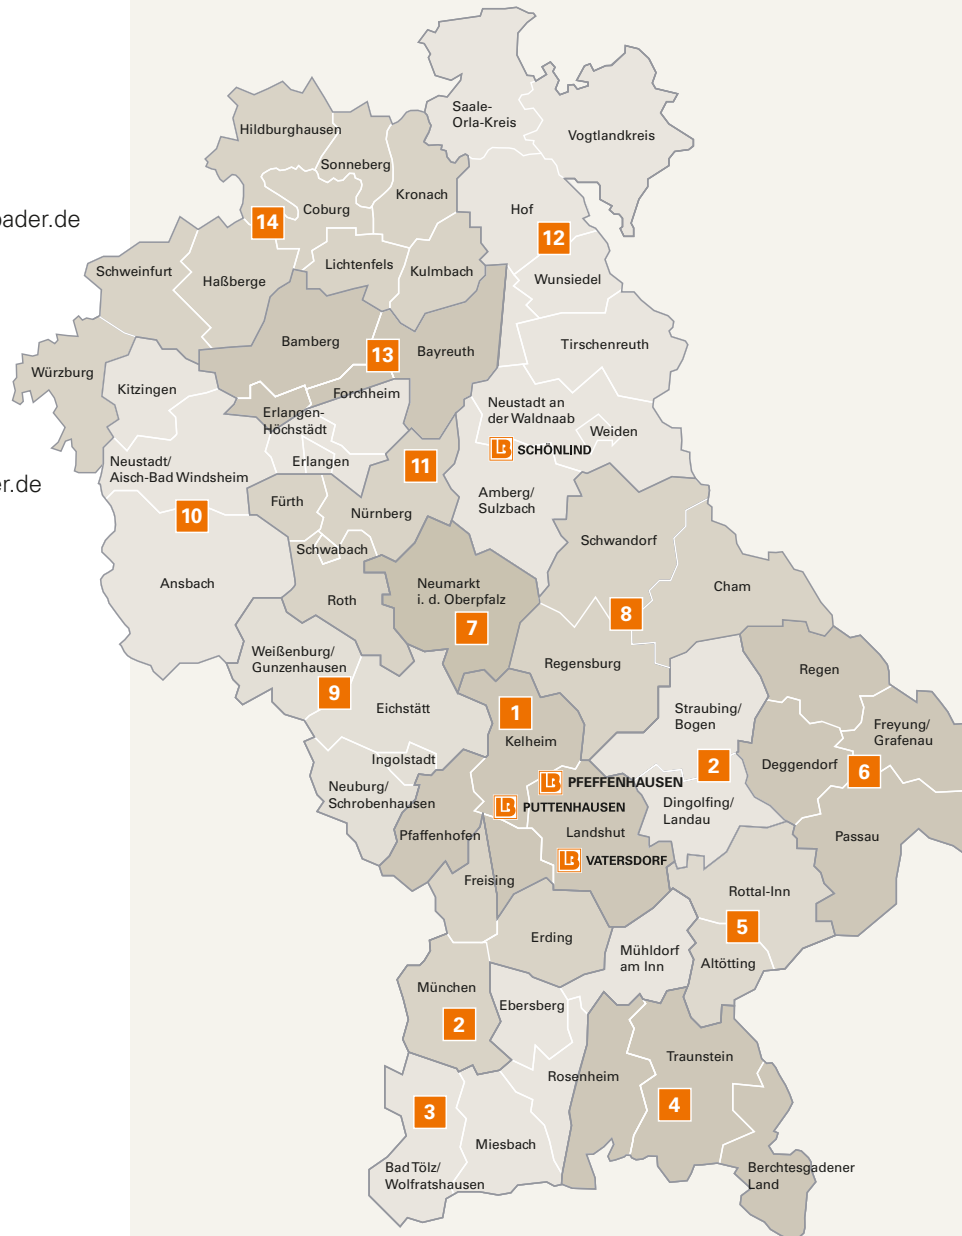 Saale-
Orla-Kreis
Vogtlandkreis
Hildburghausen
Sonneberg
Kronach
Coburg
Hof
ader.de
14
12
Lichtenfels
Kulmbach
Schweinfurt
Haßberge
Wunsiedel
Bamberg
13
Bayreuth
Tirschenreuth
Würzburg
Kitzingen
Forchheim
Neustadt an
der Waldnaab
Erlangen-
Höchstädt
Weiden
LB SCHÖNLIND
Neustadt/
Aisch-Bad Windsheim
Erlangen
11
r.de
Amberg/
Sulzbach
Fürth
Nürnberg
10
Schwandorf
Schwabach
Ansbach
Neumarkt
i. d. Oberpfalz
Cham
Roth
8
7
Weißenburg/
Gunzenhausen
Regensburg
Regen
9
Eichstätt
1
Straubing/
Bogen
Freyung/
Grafenau
Kelheim
Ingolstadt
2
Deggendorf
6
Neuburg/
Schrobenhausen
LB PFEFFENHAUSEN
LB PUTTENHAUSEN
Dingolfing/
Landau
Pfaffenhofen
Landshut
Passau
LB VATERSDORF
Freising
Rottal-Inn
5
Erding
Mühldorf
am Inn
Altötting
München
Ebersberg
2
Traunstein
Rosenheim
3
4
Miesbach
Bad Tölz/
Wolfratshausen
Berchtesgadener
Land